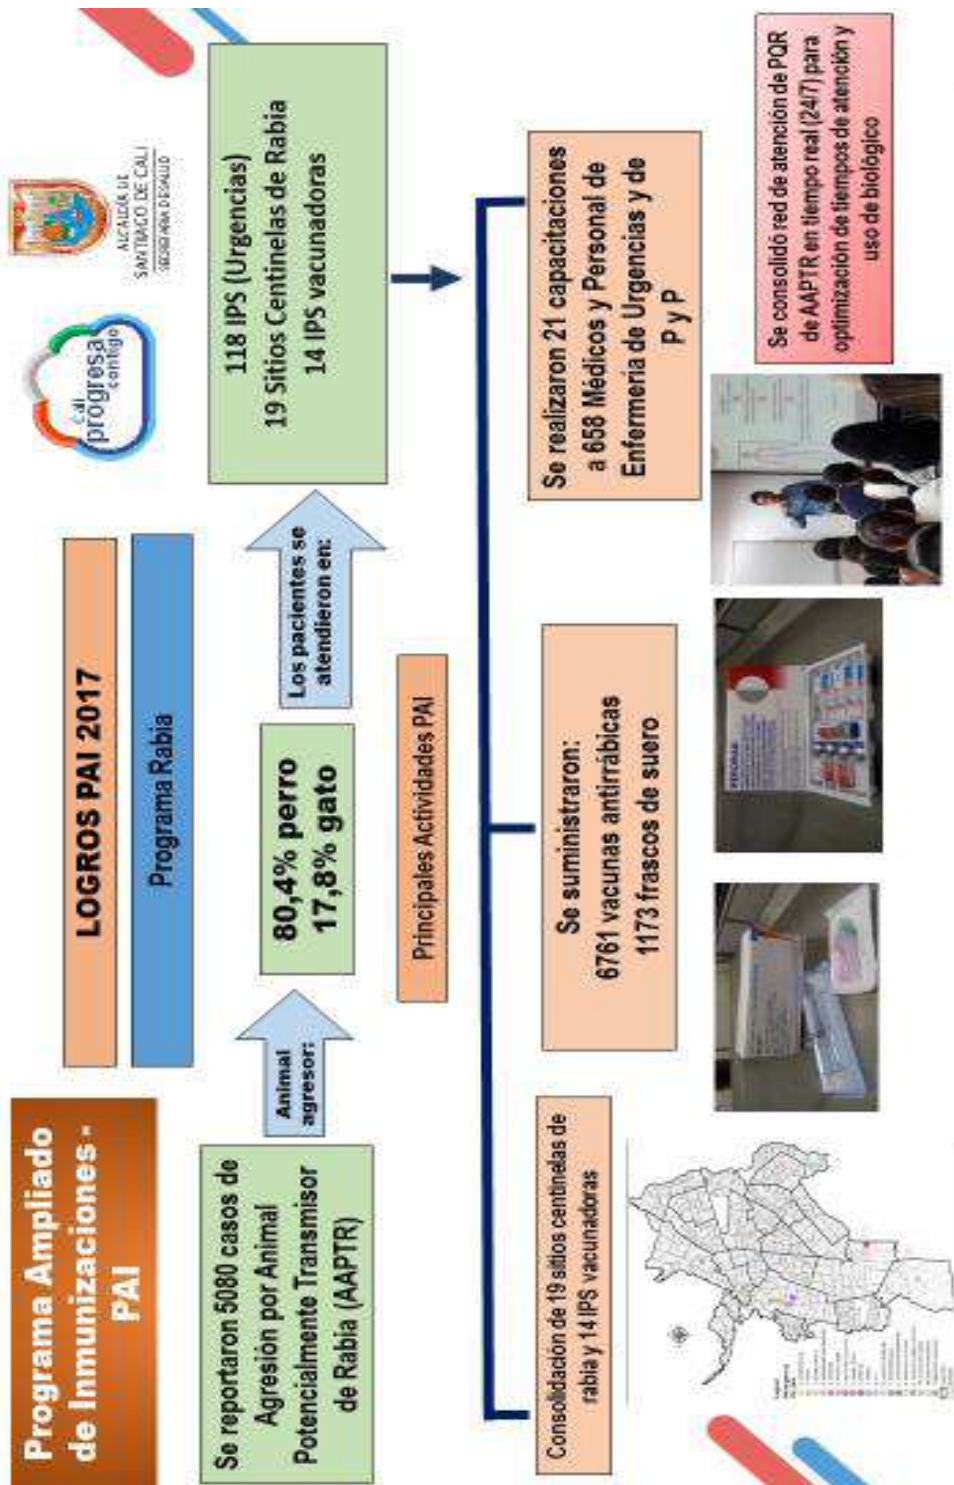 Programa Ampliado
de Inmunizaciones -
PAI
LOGROS PAI 2017
Programa Rabia
cali
progresa
contigo
ALCALDÍA DE
SANTIAGO DE CALI
SECRETARÍA DE SALUD
Se reportaron 5080 casos de
Agresión por Animal
Potencialmente Transmisor
de Rabia (AAPTR)
Animal
agresor:
80,4% perro
17,8% gato
Los pacientes se
atendieron en:
118 IPS (Urgencias)
19 Sitios Centinelas de Rabia
14 IPS vacunadoras
Principales Actividades PAI
Consolidación de 19 sitios centinelas de
rabia y 14 IPS vacunadoras
Se suministraron:
6761 vacunas antirrábicas
1173 frascos de suero
Se realizaron 21 capacitaciones
a 658 Médicos y Personal de
Enfermería de Urgencias y de
P y P
Se consolidó red de atención de PQR
de AAPTR en tiempo real (24/7) para
optimización de tiempos de atención y
uso de biológico